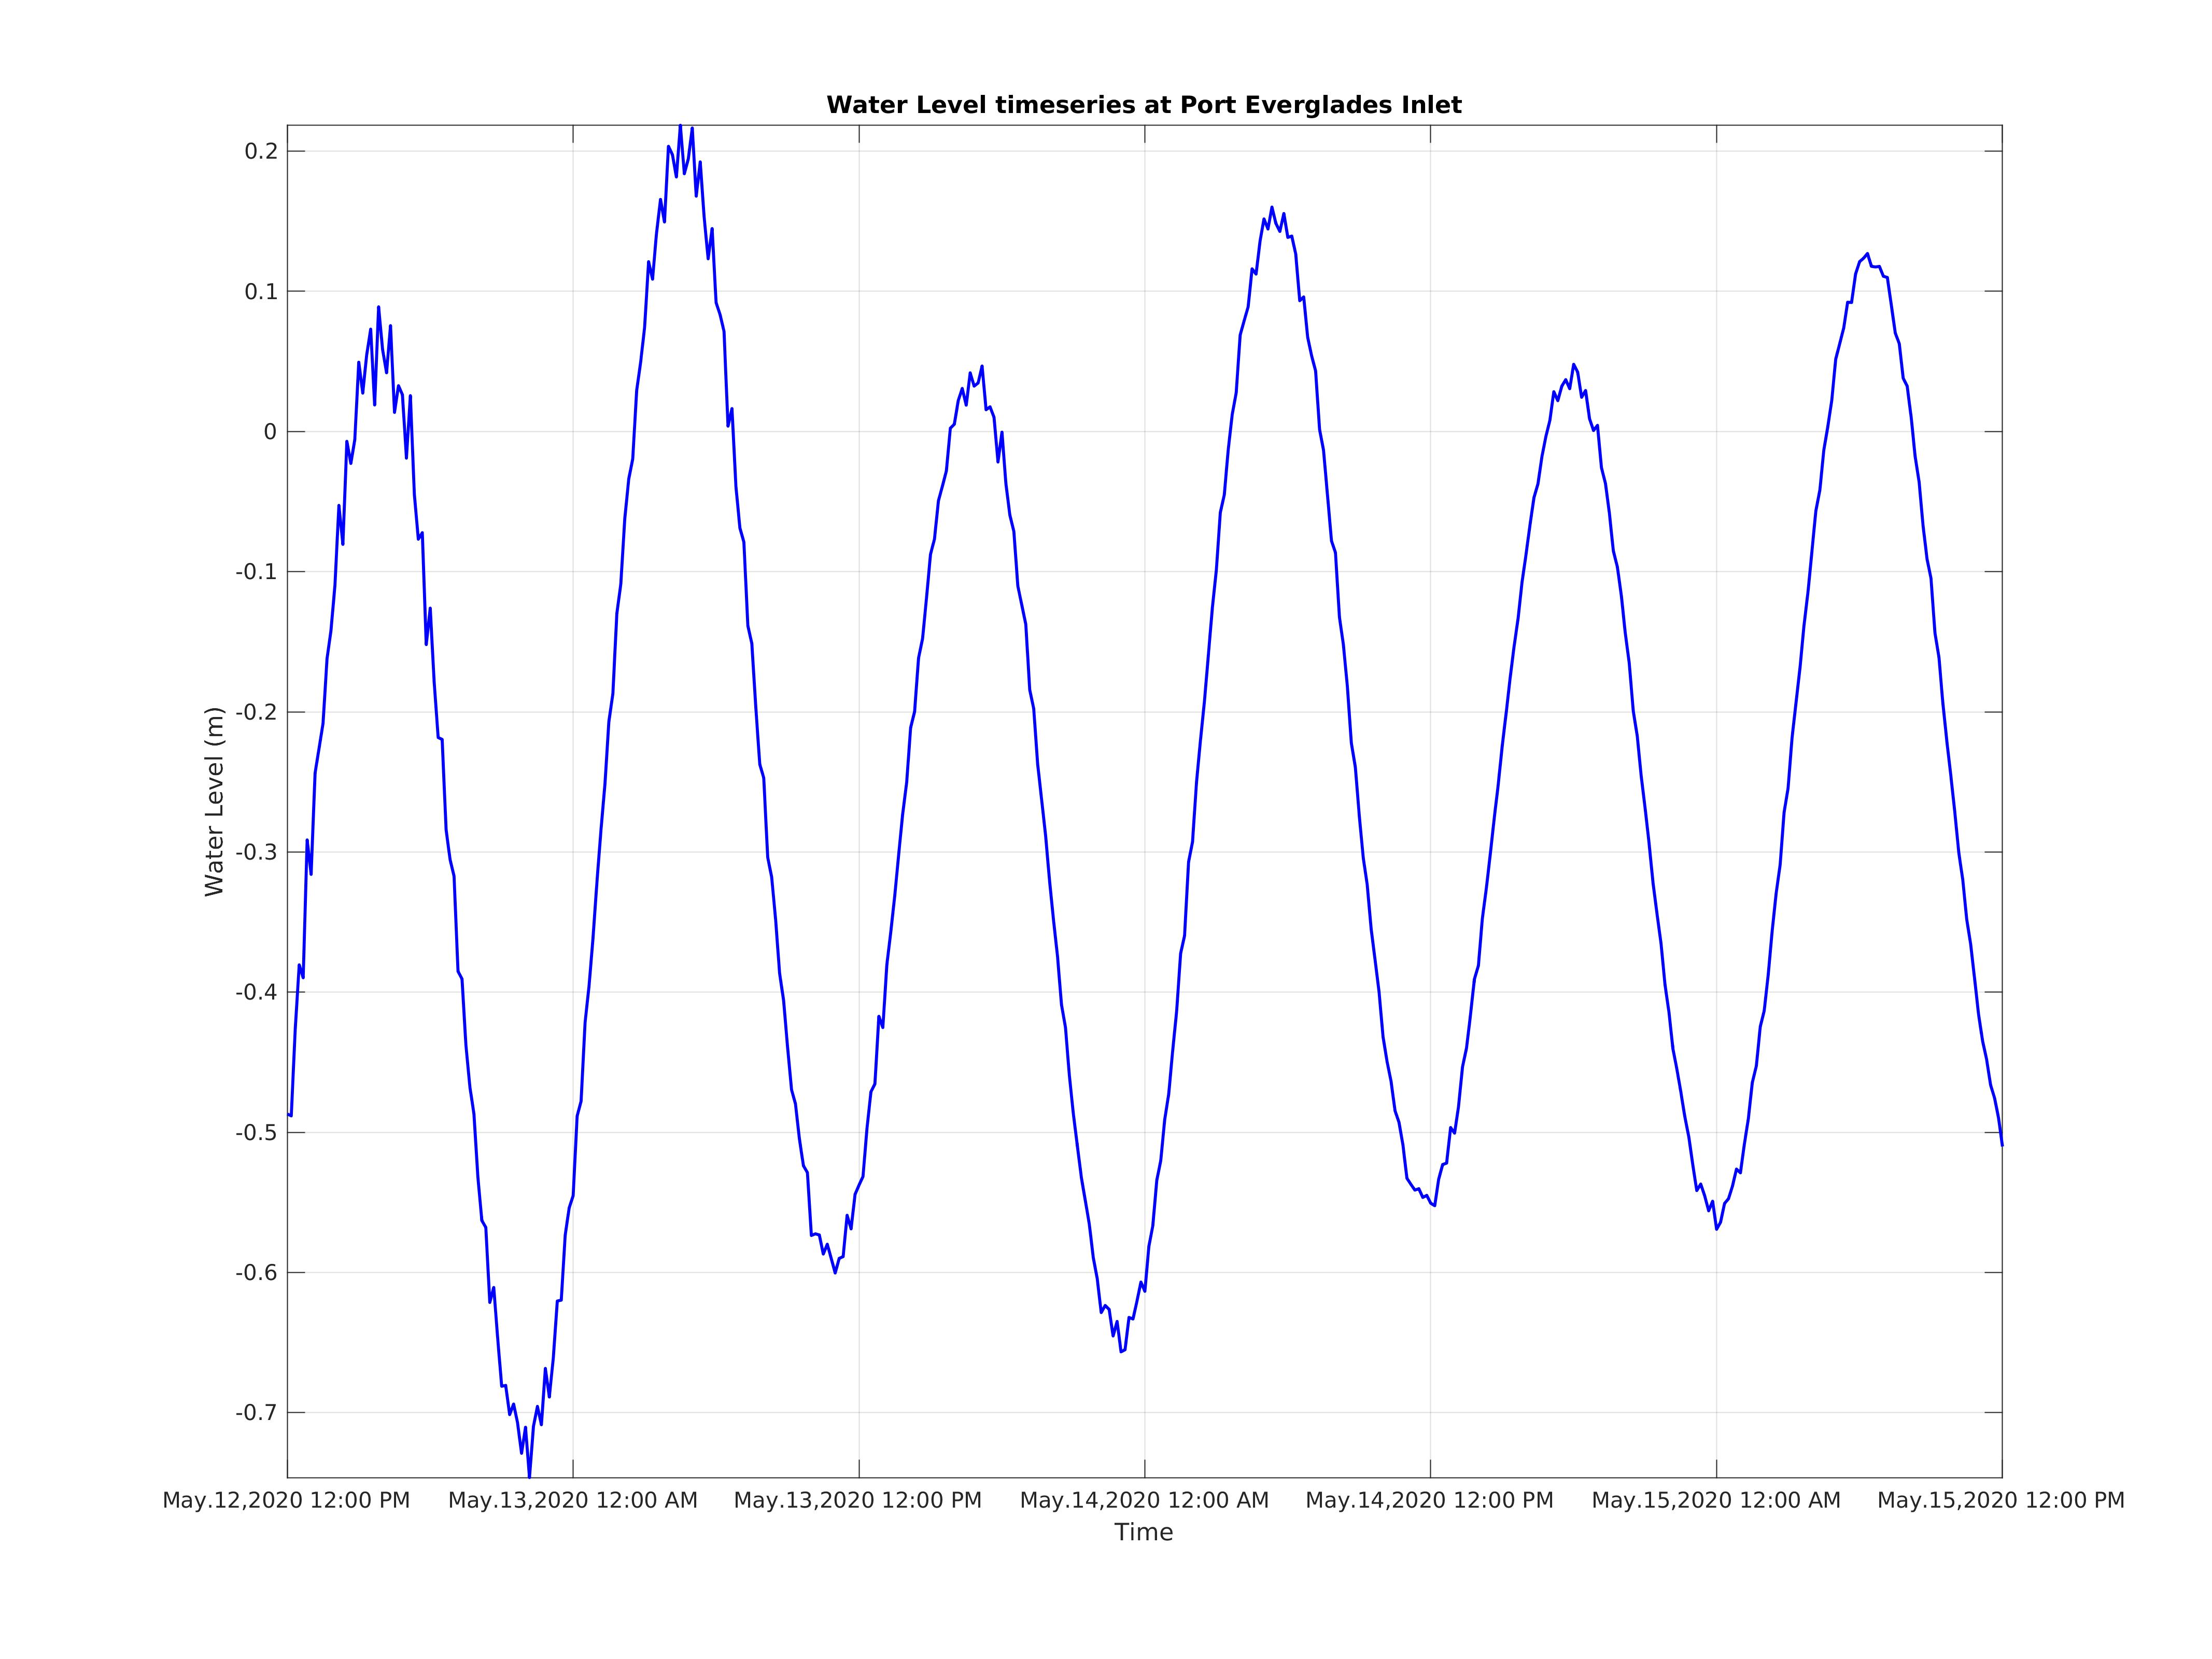 Water Level timeseries at Port Everglades Inlet
0.2
0.1
0
-0.1
-0.2
-0.3
-0.4
-0.5
-0.6
-0.7
Water Level (m)
May.12,2020 12:00 PM May.13,2020 12:00 AM May.13,2020 12:00 PM May.14,2020 12:00 AM May.14,2020 12:00 PM May.15,2020 12:00 AM May.15,2020 12:00 PM
Time